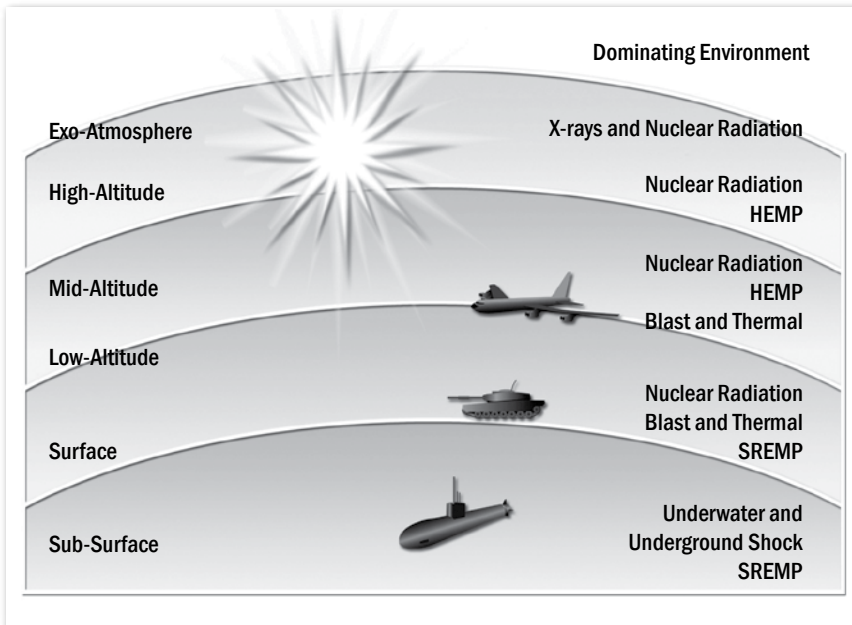 Dominating Environment
Exo-Atmosphere
X-rays and Nuclear Radiation
High-Altitude
Nuclear Radiation
HEMP
Mid-Altitude
Nuclear Radiation
HEMP
Blast and Thermal
Low-Altitude
Surface
Nuclear Radiation
Blast and Thermal
SREMP
Sub-Surface
Underwater and
Underground Shock
SREMP